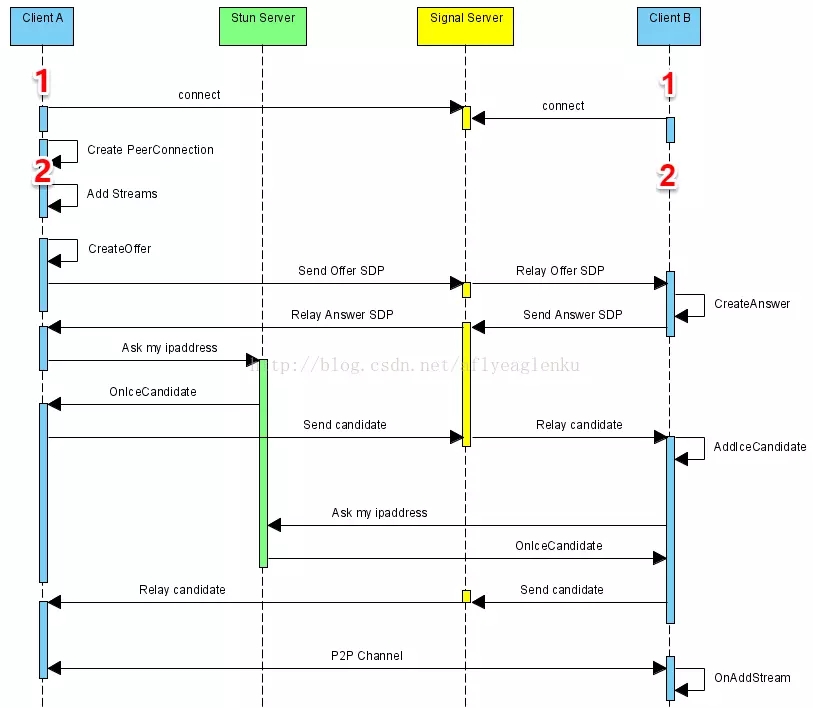 Client A
Stun Server
Signal Server
Client B
1
1
connect
connect
Create PeerConnection
2
2
Add Streams
CreateOffer
Send Offer SDP
Relay Offer SDP
CreateAnswer
Relay Answer SDP
Send Answer SDP
Ask my ipaddress
http://blog.csdn.net/aflyeaglenku
OnIceCandidate
Send candidate
Relay candidate
AddIceCandidate
Ask my ipaddress
OnIceCandidate
Relay candidate
Send candidate
P2P Channel
OnAddStream